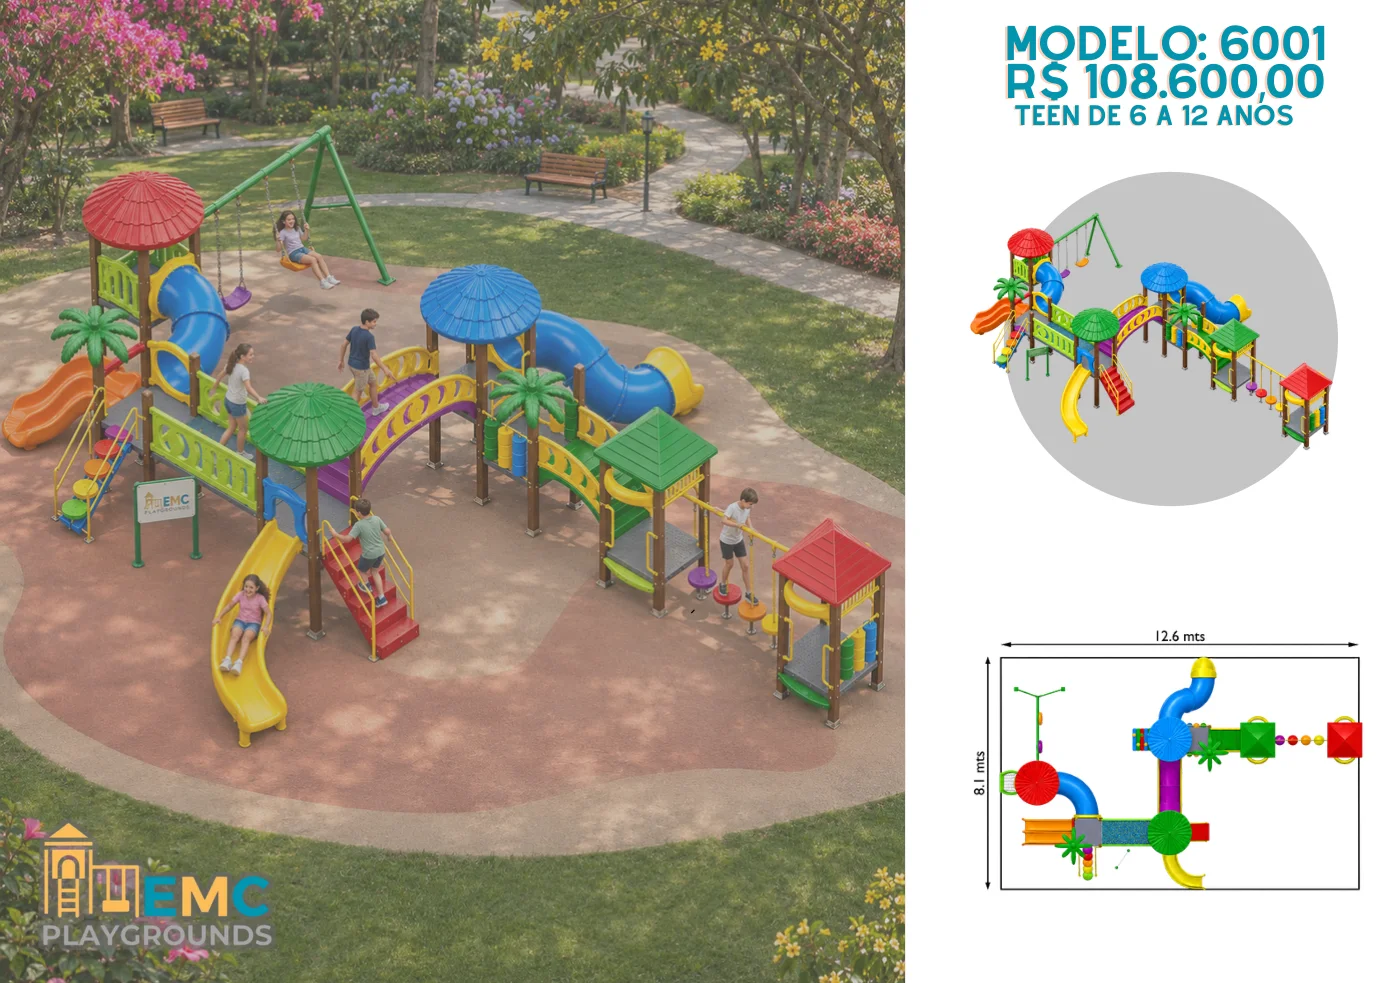 MODELO: 6001
R$ 108.600,00
TEEN DE 6 A 12 ANOS
EMC
PLAYGROUNDS
12.6 mts
8.1 mts
EMC
PLAYGROUNDS